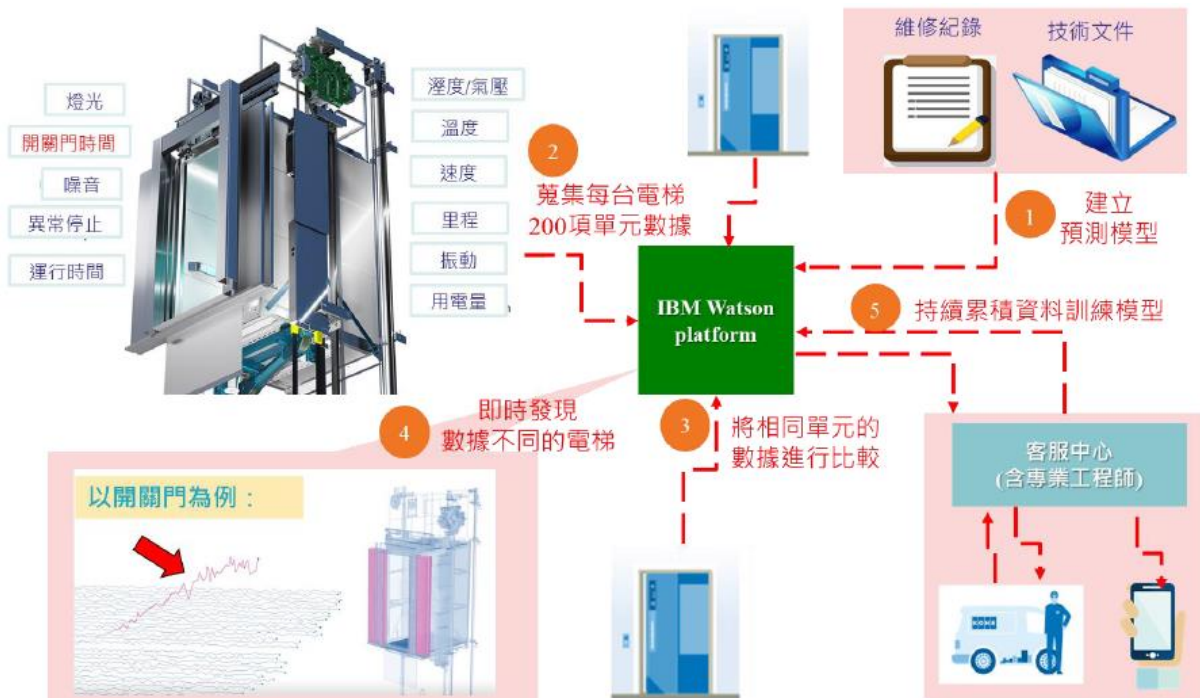 維修紀錄
技術文件
燈光
開關門時間
噪音
異常停止
運行時間
溼度/氣壓
溫度
速度
里程
振動
用電量
2
蒐集每台電梯
200項單元數據
1
建立
預測模型
IBM Watson
platform
5
持續累積資料訓練模型
4
即時發現
數據不同的電梯
3
將相同單元的
數據進行比較
以開關門為例：
客服中心
(含專業工程師)
KONE